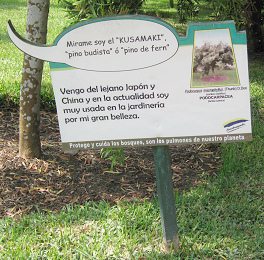 Mírame soy el "KUSAMAKI",
"pino budista" ó "pino de fern"
Vengo del lejano Japón y
China y en la actualidad soy
muy usada en la jardinería
por mi gran belleza.
PODOCARPACEA
Protege y cuida los bosques, son los pulmones de nuestro planeta